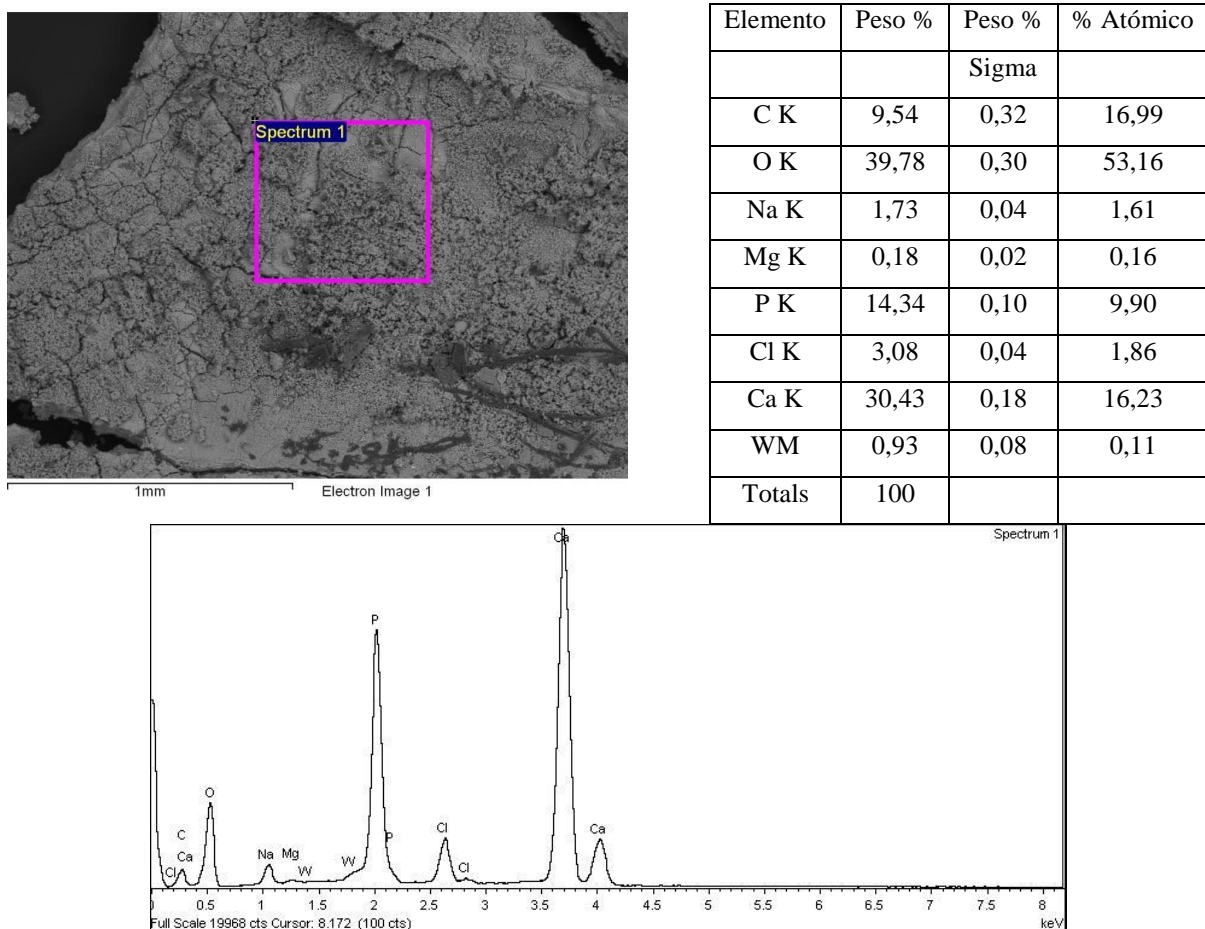 Spectrum 1
1mm Electron Image 1
Elemento Peso % Peso % % Atómico
Sigma
C K 9,54 0,32 16,99
O K 39,78 0,30 53,16
Na K 1,73 0,04 1,61
Mg K 0,18 0,02 0,16
P K 14,34 0,10 9,90
Cl K 3,08 0,04 1,86
Ca K 30,43 0,18 16,23
WM 0,93 0,08 0,11
Totals 100
Spectrum 1
Ca
P
O
C
Ca
Cl
Na
Mg
W
W
P
Cl
Cl
Ca
0 0.5 1 1.5 2 2.5 3 3.5 4 4.5 5 5.5 6 6.5 7 7.5 8
Full Scale 19968 cts Cursor: 8.172 (100 cts) keV